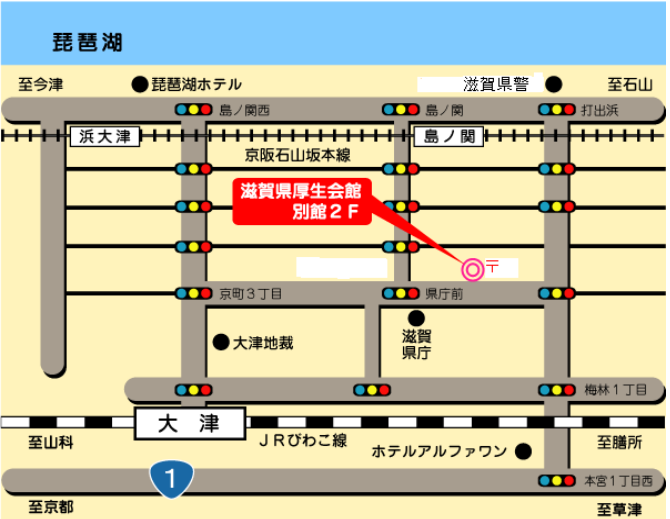 琵琶湖
至今津
琵琶湖ホテル
滋賀県警
至石山
島ノ関西
島ノ関
打出浜
浜大津
島ノ関
京阪石山坂本線
滋賀県厚生会館
別館２Ｆ
〒
京町３丁目
県庁前
大津地裁
滋賀
県庁
梅林１丁目
大津
至山科
ＪＲびわこ線
ホテルアルファワン
至膳所
1
本宮１丁目西
至京都
至草津